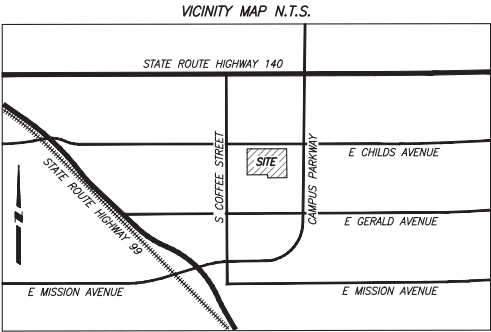 VICINITY MAP N.T.S.
STATE ROUTE HIGHWAY 140
S COFFEE STREET
SITE
CAMPUS PARKWAY
E CHILDS AVENUE
STATE ROUTE HIGHWAY 99
N
E GERALD AVENUE
E MISSION AVENUE
E MISSION AVENUE